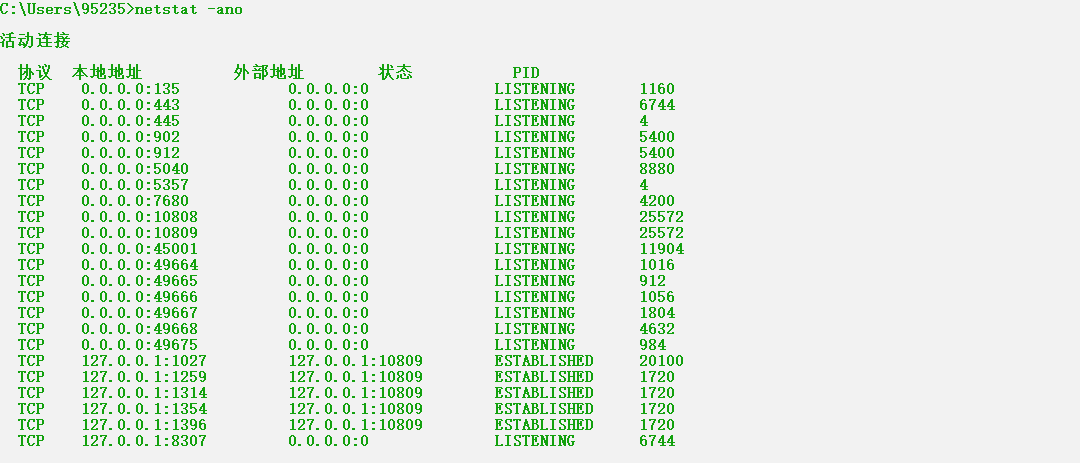 C:\Users\95235>netstat -ano
活动连接
协议 本地地址 外部地址 状态 PID
TCP 0.0.0.0:135 0.0.0.0:0 LISTENING 1160
TCP 0.0.0.0:443 0.0.0.0:0 LISTENING 6744
TCP 0.0.0.0:445 0.0.0.0:0 LISTENING 4
TCP 0.0.0.0:902 0.0.0.0:0 LISTENING 5400
TCP 0.0.0.0:912 0.0.0.0:0 LISTENING 5400
TCP 0.0.0.0:5040 0.0.0.0:0 LISTENING 8880
TCP 0.0.0.0:5357 0.0.0.0:0 LISTENING 4
TCP 0.0.0.0:7680 0.0.0.0:0 LISTENING 4200
TCP 0.0.0.0:10808 0.0.0.0:0 LISTENING 25572
TCP 0.0.0.0:10809 0.0.0.0:0 LISTENING 25572
TCP 0.0.0.0:45001 0.0.0.0:0 LISTENING 11904
TCP 0.0.0.0:49664 0.0.0.0:0 LISTENING 1016
TCP 0.0.0.0:49665 0.0.0.0:0 LISTENING 912
TCP 0.0.0.0:49666 0.0.0.0:0 LISTENING 1056
TCP 0.0.0.0:49667 0.0.0.0:0 LISTENING 1804
TCP 0.0.0.0:49668 0.0.0.0:0 LISTENING 4632
TCP 0.0.0.0:49675 0.0.0.0:0 LISTENING 984
TCP 127.0.0.1:1027 127.0.0.1:10809 ESTABLISHED 20100
TCP 127.0.0.1:1259 127.0.0.1:10809 ESTABLISHED 1720
TCP 127.0.0.1:1314 127.0.0.1:10809 ESTABLISHED 1720
TCP 127.0.0.1:1354 127.0.0.1:10809 ESTABLISHED 1720
TCP 127.0.0.1:1396 127.0.0.1:10809 ESTABLISHED 1720
TCP 127.0.0.1:8307 0.0.0.0:0 LISTENING 6744